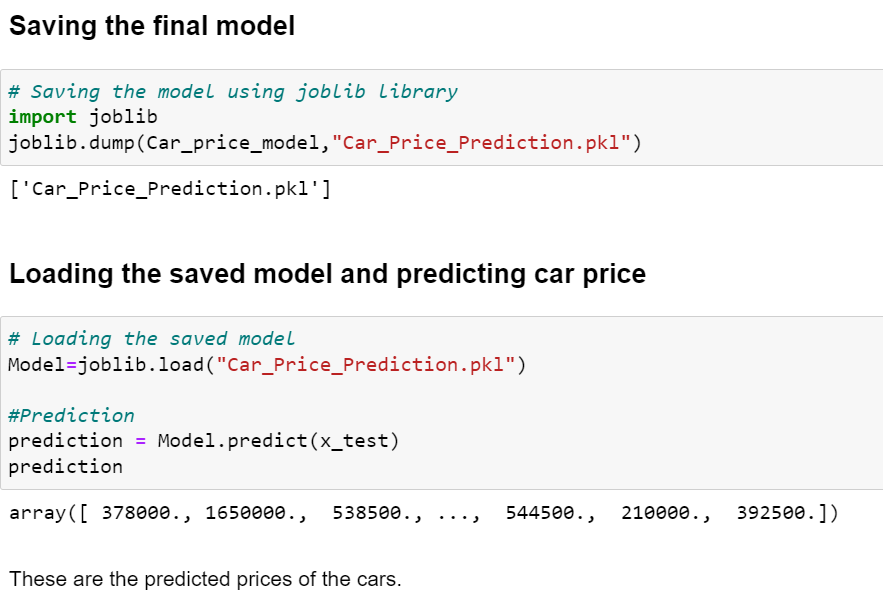 Saving the final model
# Saving the model using joblib library
import joblib
joblib.dump(Car_price_model,"Car_Price_Prediction.pkl")
['Car_Price_Prediction.pkl']
Loading the saved model and predicting car price
# Loading the saved model
Model=joblib.load("Car_Price_Prediction.pkl")
#Prediction
prediction = Model.predict(x_test)
prediction
array([ 378000., 1650000.,  538500., ...,  544500.,  210000.,  392500.])
These are the predicted prices of the cars.